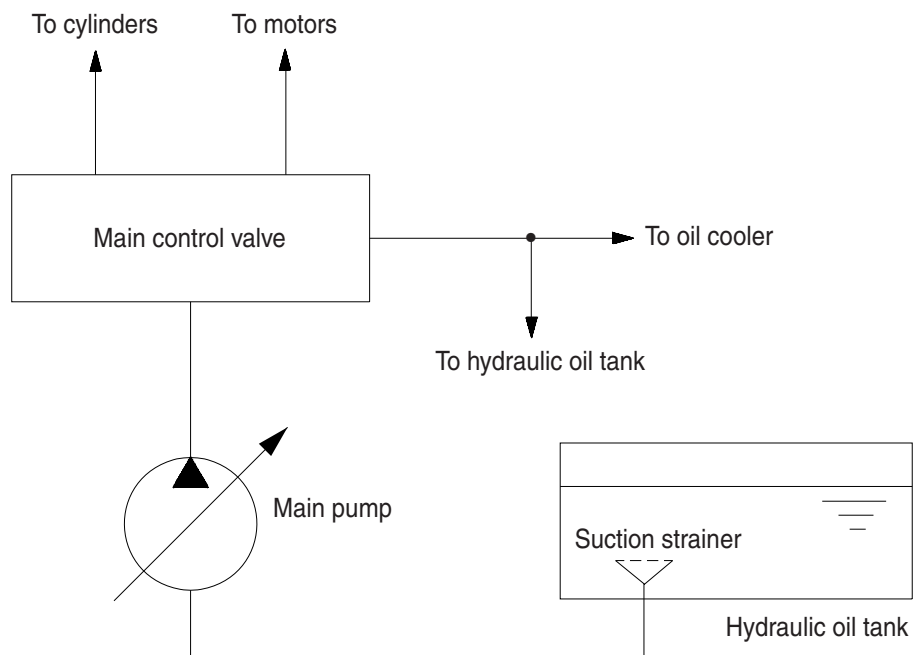 To cylinders
To motors
Main control valve
To oil cooler
To hydraulic oil tank
Main pump
Suction strainer
Hydraulic oil tank